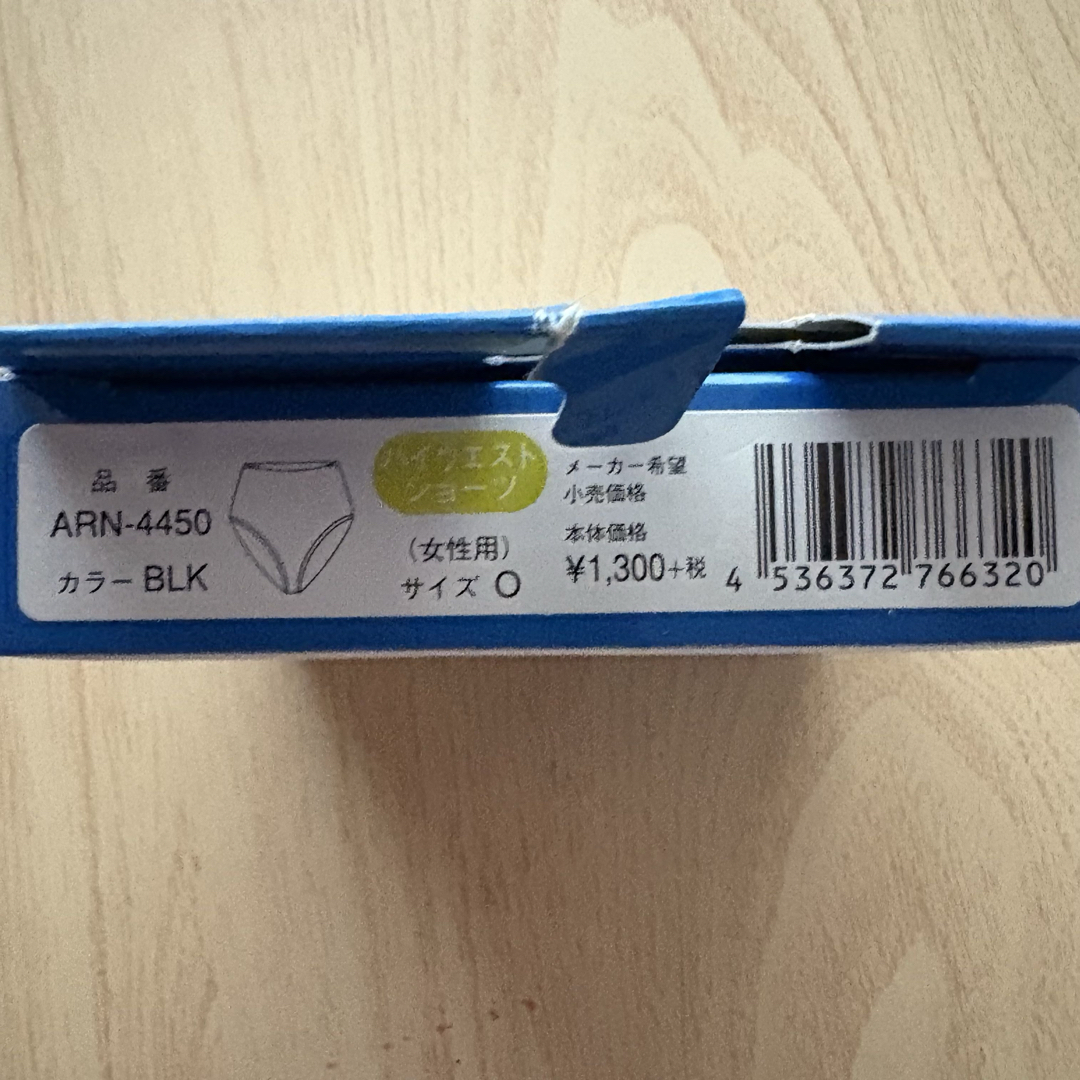 品番
ARN-4450
カラー BLK
ハイウエスト
ショーツ
(女性用)
サイズ O
メーカー希望
小売価格
本体価格
¥1,300+税
4 536372 766320